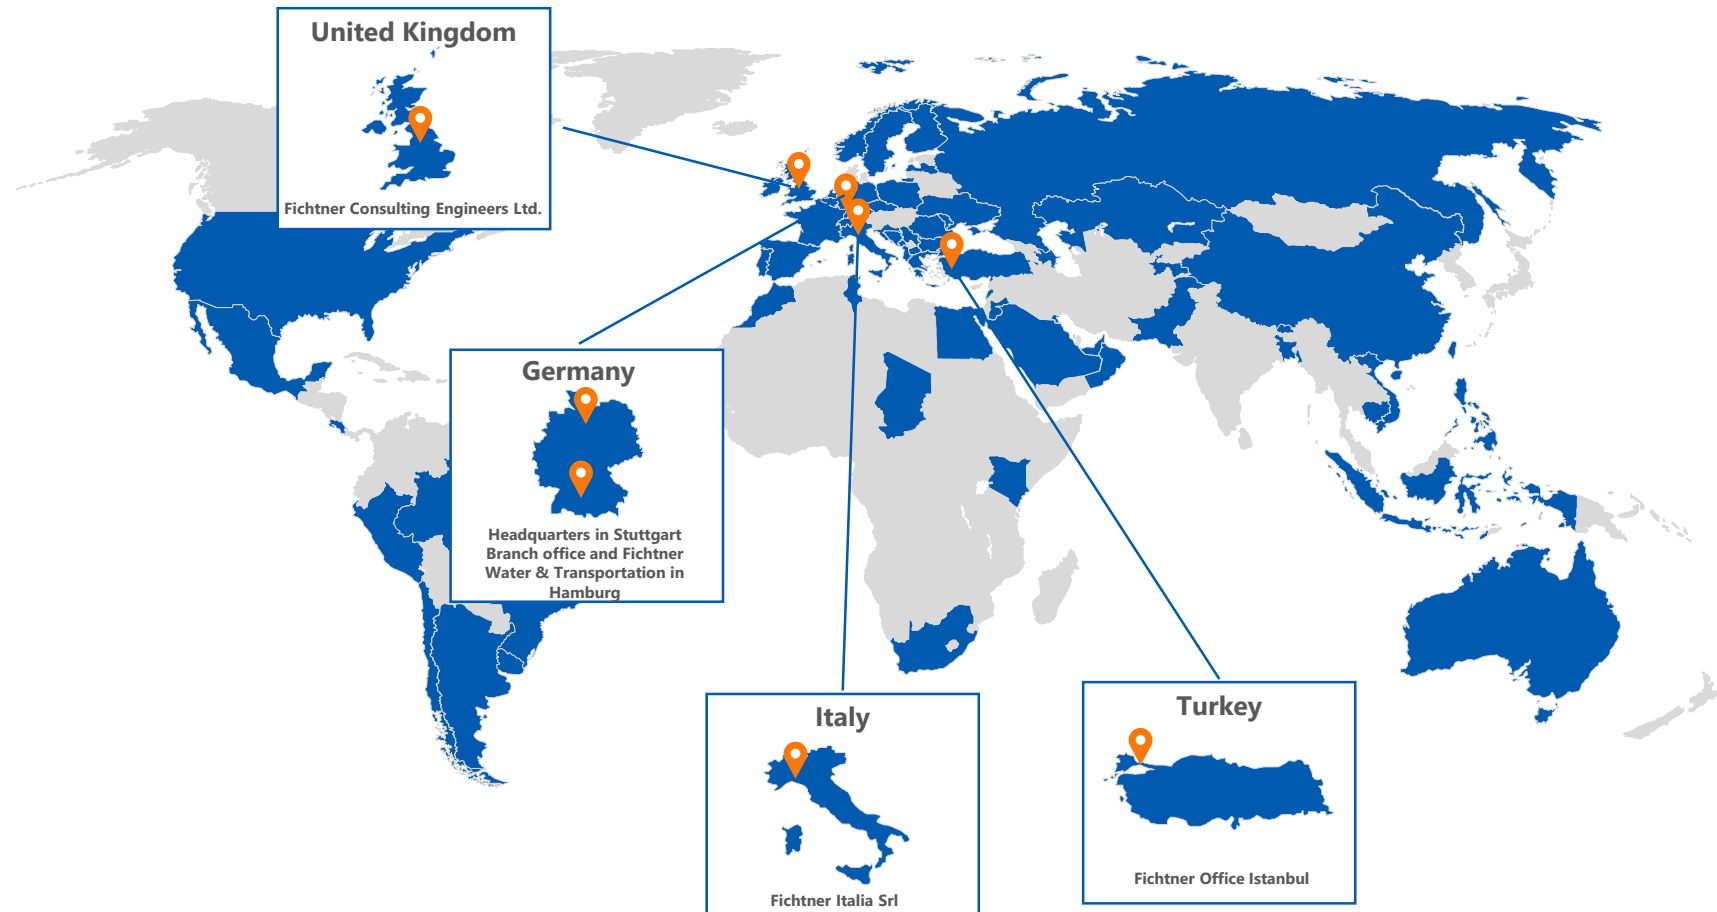 United Kingdom
Fichtner Consulting Engineers Ltd.
Germany
Headquarters in Stuttgart
Branch office and Fichtner
Water & Transportation in
Hamburg
Italy
Fichtner Italia Srl
Turkey
Fichtner Office Istanbul